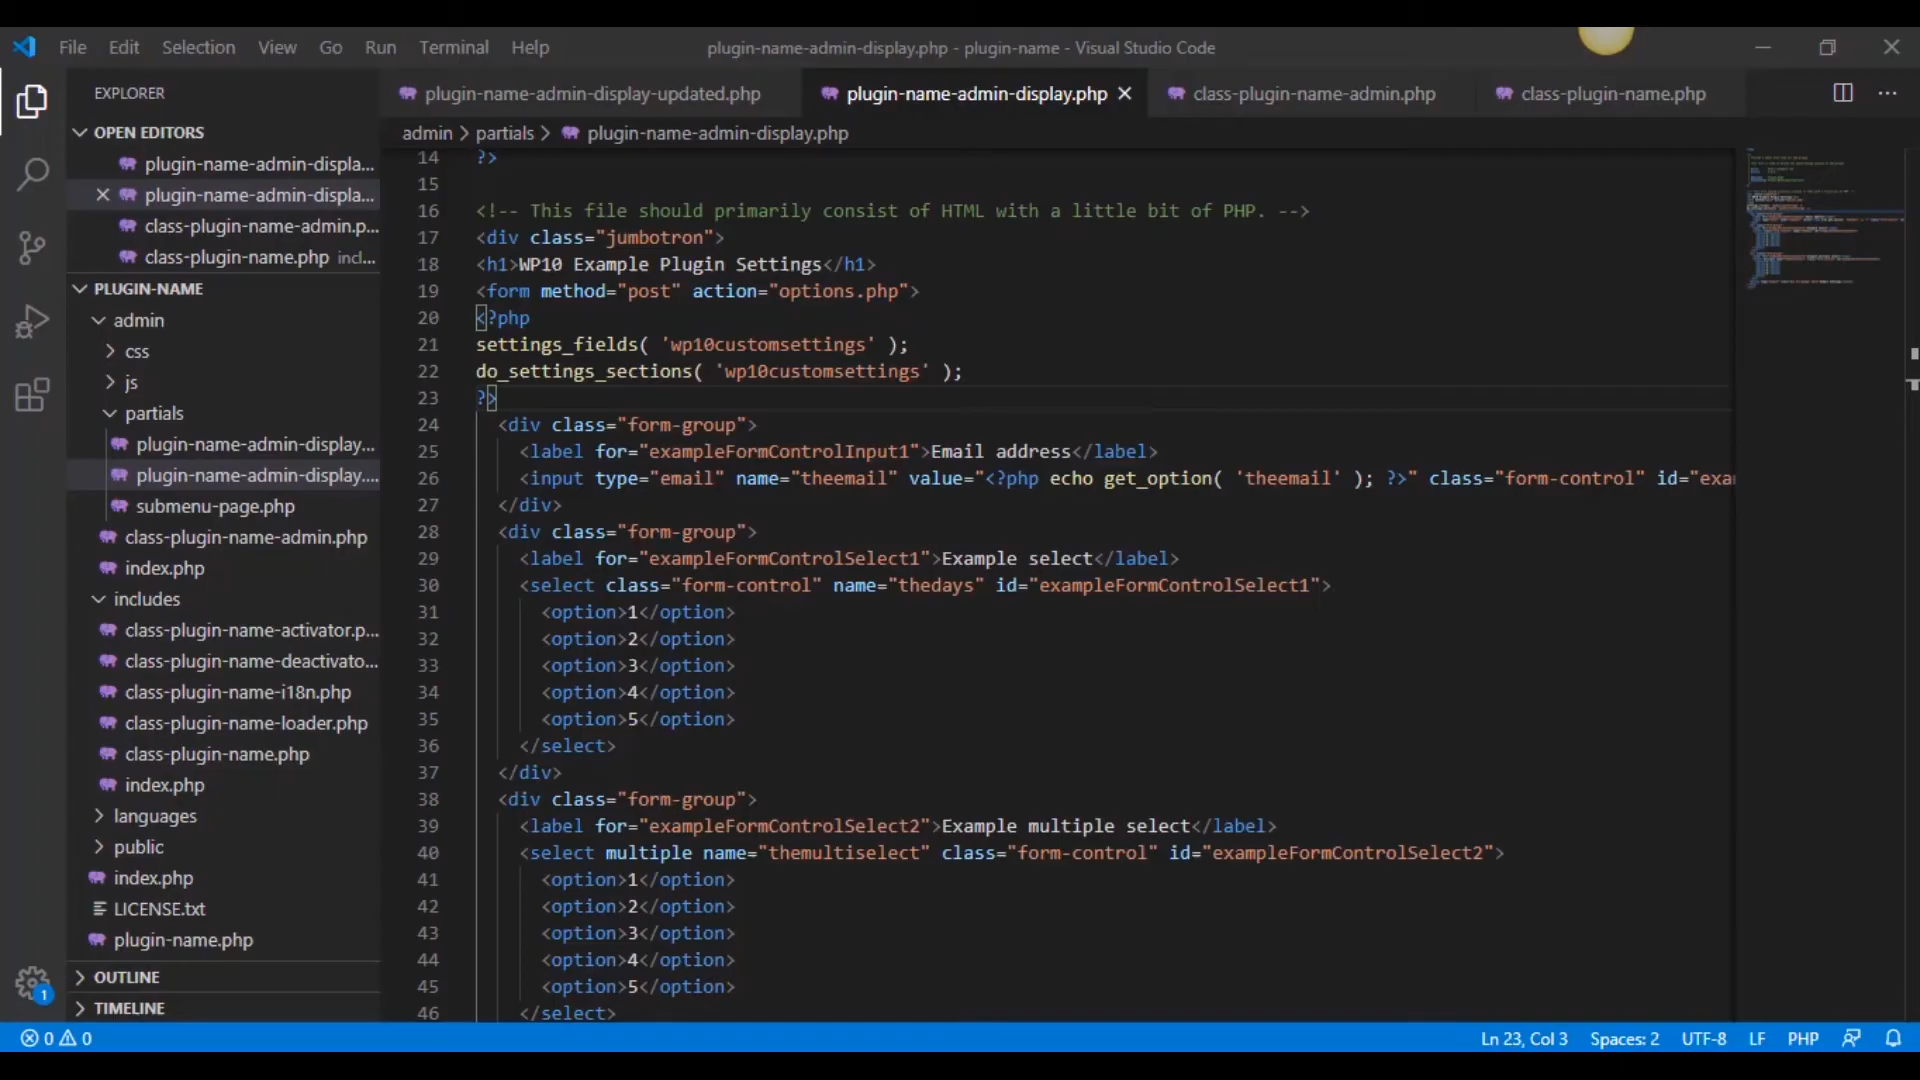 File Edit Selection View Go Run Terminal Help
plugin-name-admin-display.php - plugin-name - Visual Studio Code
EXPLORER
OPEN EDITORS
plugin-name-admin-displa...
plugin-name-admin-displa...
class-plugin-name-admin.p...
class-plugin-name.php incl...
PLUGIN-NAME
admin
css
js
partials
plugin-name-admin-display...
plugin-name-admin-display....
submenu-page.php
class-plugin-name-admin.php
index.php
includes
class-plugin-name-activator.p...
class-plugin-name-deactivato...
class-plugin-name-i18n.php
class-plugin-name-loader.php
class-plugin-name.php
index.php
languages
public
index.php
LICENSE.txt
plugin-name.php
OUTLINE
TIMELINE
1
plugin-name-admin-display-updated.php plugin-name-admin-display.php class-plugin-name-admin.php class-plugin-name.php
admin > partials > plugin-name-admin-display.php
14 ?>
15
16 <!-- This file should primarily consist of HTML with a little bit of PHP. -->
17 <div class="jumbotron">
18 <h1>WP10 Example Plugin Settings</h1>
19 <form method="post" action="options.php">
20 <?php
21 settings_fields( 'wp10customsettings' );
22 do_settings_sections( 'wp10customsettings' );
23 ?>
24 <div class="form-group">
25 <label for="exampleFormControlInput1">Email address</label>
26 <input type="email" name="theemail" value="<?php echo get_option( 'theemail' ); ?>" class="form-control" id="exa
27 </div>
28 <div class="form-group">
29 <label for="exampleFormControlSelect1">Example select</label>
30 <select class="form-control" name="thedays" id="exampleFormControlSelect1">
31 <option>1</option>
32 <option>2</option>
33 <option>3</option>
34 <option>4</option>
35 <option>5</option>
36 </select>
37 </div>
38 <div class="form-group">
39 <label for="exampleFormControlSelect2">Example multiple select</label>
40 <select multiple name="themultiselect" class="form-control" id="exampleFormControlSelect2">
41 <option>1</option>
42 <option>2</option>
43 <option>3</option>
44 <option>4</option>
45 <option>5</option>
46 </select>
0 0 Ln 23, Col 3 Spaces: 2 UTF-8 LF PHP